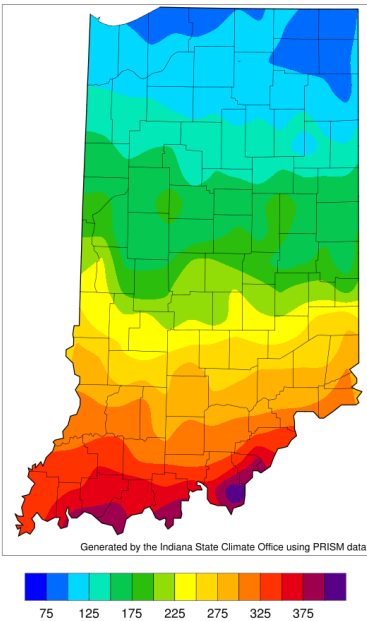 Generated by the Indiana State Climate Office using PRISM data
75 125 175 225 275 325 375